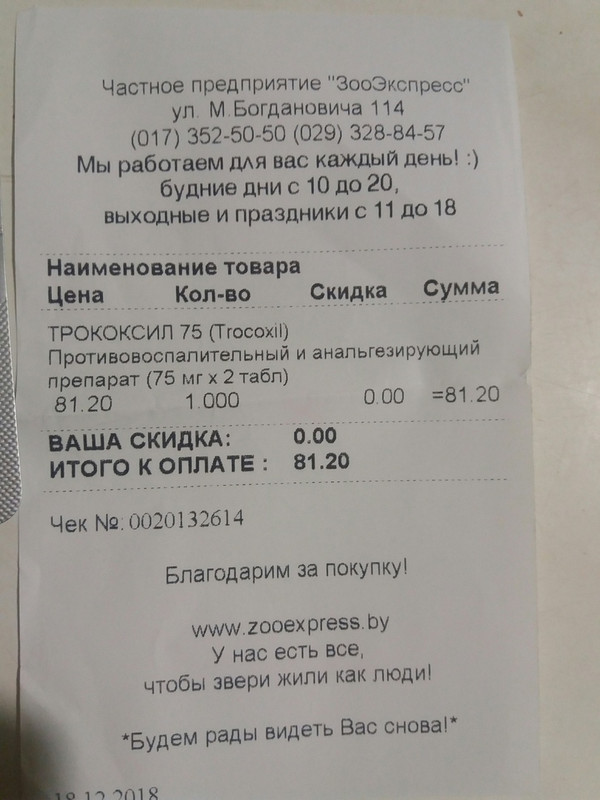 Частное предприятие "ЗооЭкспресс"
ул. М.Богдановича 114
(017) 352-50-50 (029) 328-84-57
Мы работаем для вас каждый день! :)
будние дни с 10 до 20,
выходные и праздники с 11 до 18
Наименование товара
Цена Кол-во Скидка Сумма
ТРОКОКСИЛ 75 (Trocoxil)
Противовоспалительный и анальгезирующий
препарат (75 мг x 2 табл)
81.20 1.000 0.00 =81.20
ВАША СКИДКА: 0.00
ИТОГО К ОПЛАТЕ : 81.20
Чек №: 0020132614
Благодарим за покупку!
www.zooexpress.by
У нас есть все,
чтобы звери жили как люди!
*Будем рады видеть Вас снова!*
18.12.2018